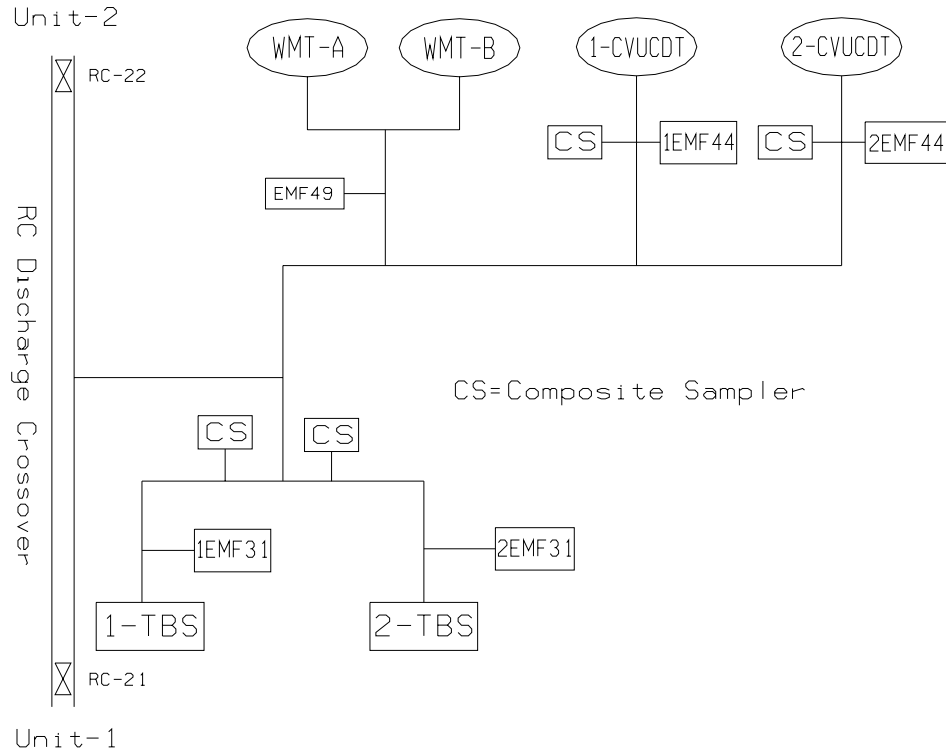 Unit-2
RC-22
WMT-A
WMT-B
1-CVUCDT
2-CVUCDT
CS
1EMF44
CS
2EMF44
EMF49
RC Discharge Crossover
CS=Composite Sampler
CS
CS
1EMF31
2EMF31
1-TBS
2-TBS
RC-21
Unit-1